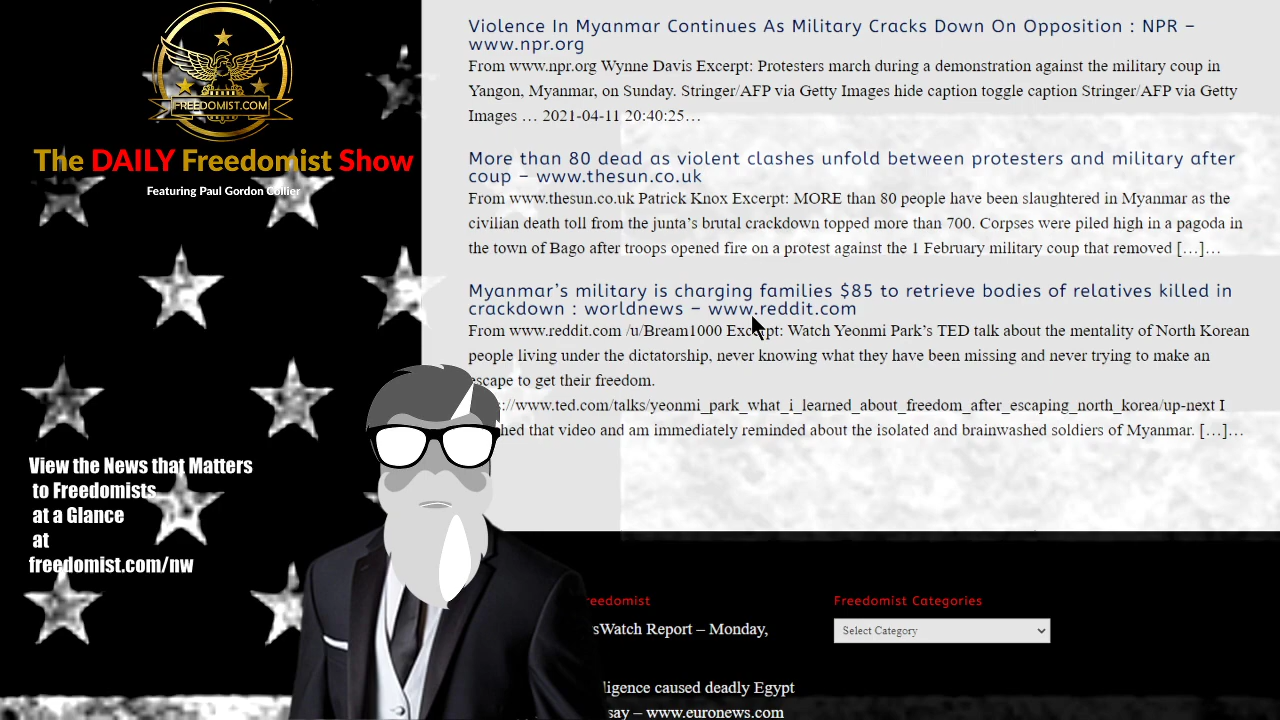 FREEDOMIST.COM
The DAILY Freedomist Show
Featuring Paul Gordon Collier
View the News that Matters
to Freedomists
at a Glance
at
freedomist.com/nw
Violence In Myanmar Continues As Military Cracks Down On Opposition : NPR –
www.npr.org
From www.npr.org Wynne Davis Excerpt: Protesters march during a demonstration against the military coup in
Yangon, Myanmar, on Sunday. Stringer/AFP via Getty Images hide caption toggle caption Stringer/AFP via Getty
Images … 2021-04-11 20:40:25…
More than 80 dead as violent clashes unfold between protesters and military after
coup – www.thesun.co.uk
From www.thesun.co.uk Patrick Knox Excerpt: MORE than 80 people have been slaughtered in Myanmar as the
civilian death toll from the junta’s brutal crackdown topped more than 700. Corpses were piled high in a pagoda in
the town of Bago after troops opened fire on a protest against the 1 February military coup that removed […]…
Myanmar’s military is charging families $85 to retrieve bodies of relatives killed in
crackdown : worldnews – www.reddit.com
From www.reddit.com /u/Bream1000 Excerpt: Watch Yeonmi Park’s TED talk about the mentality of North Korean
people living under the dictatorship, never knowing what they have been missing and never trying to make an
escape to get their freedom.
://www.ted.com/talks/yeonmi_park_what_i_learned_about_freedom_after_escaping_north_korea/up-next I
hed that video and am immediately reminded about the isolated and brainwashed soldiers of Myanmar. […]…
reedomist
sWatch Report – Monday,
ligence caused deadly Egypt
say – www.euronews.com
Freedomist Categories
Select Category